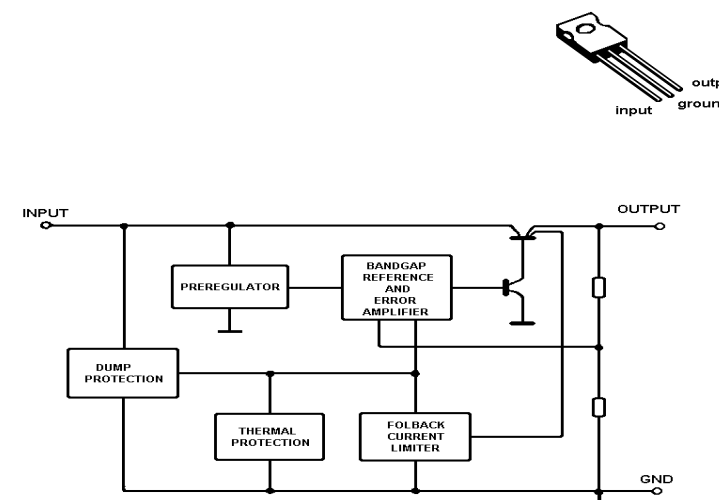 outp
groun
input
INPUT
OUTPUT
BANDGAP
REFERENCE
AND
ERROR
AMPLIFIER
PREREGULATOR
DUMP
PROTECTION
THERMAL
PROTECTION
FOLBACK
CURRENT
LIMITER
GND